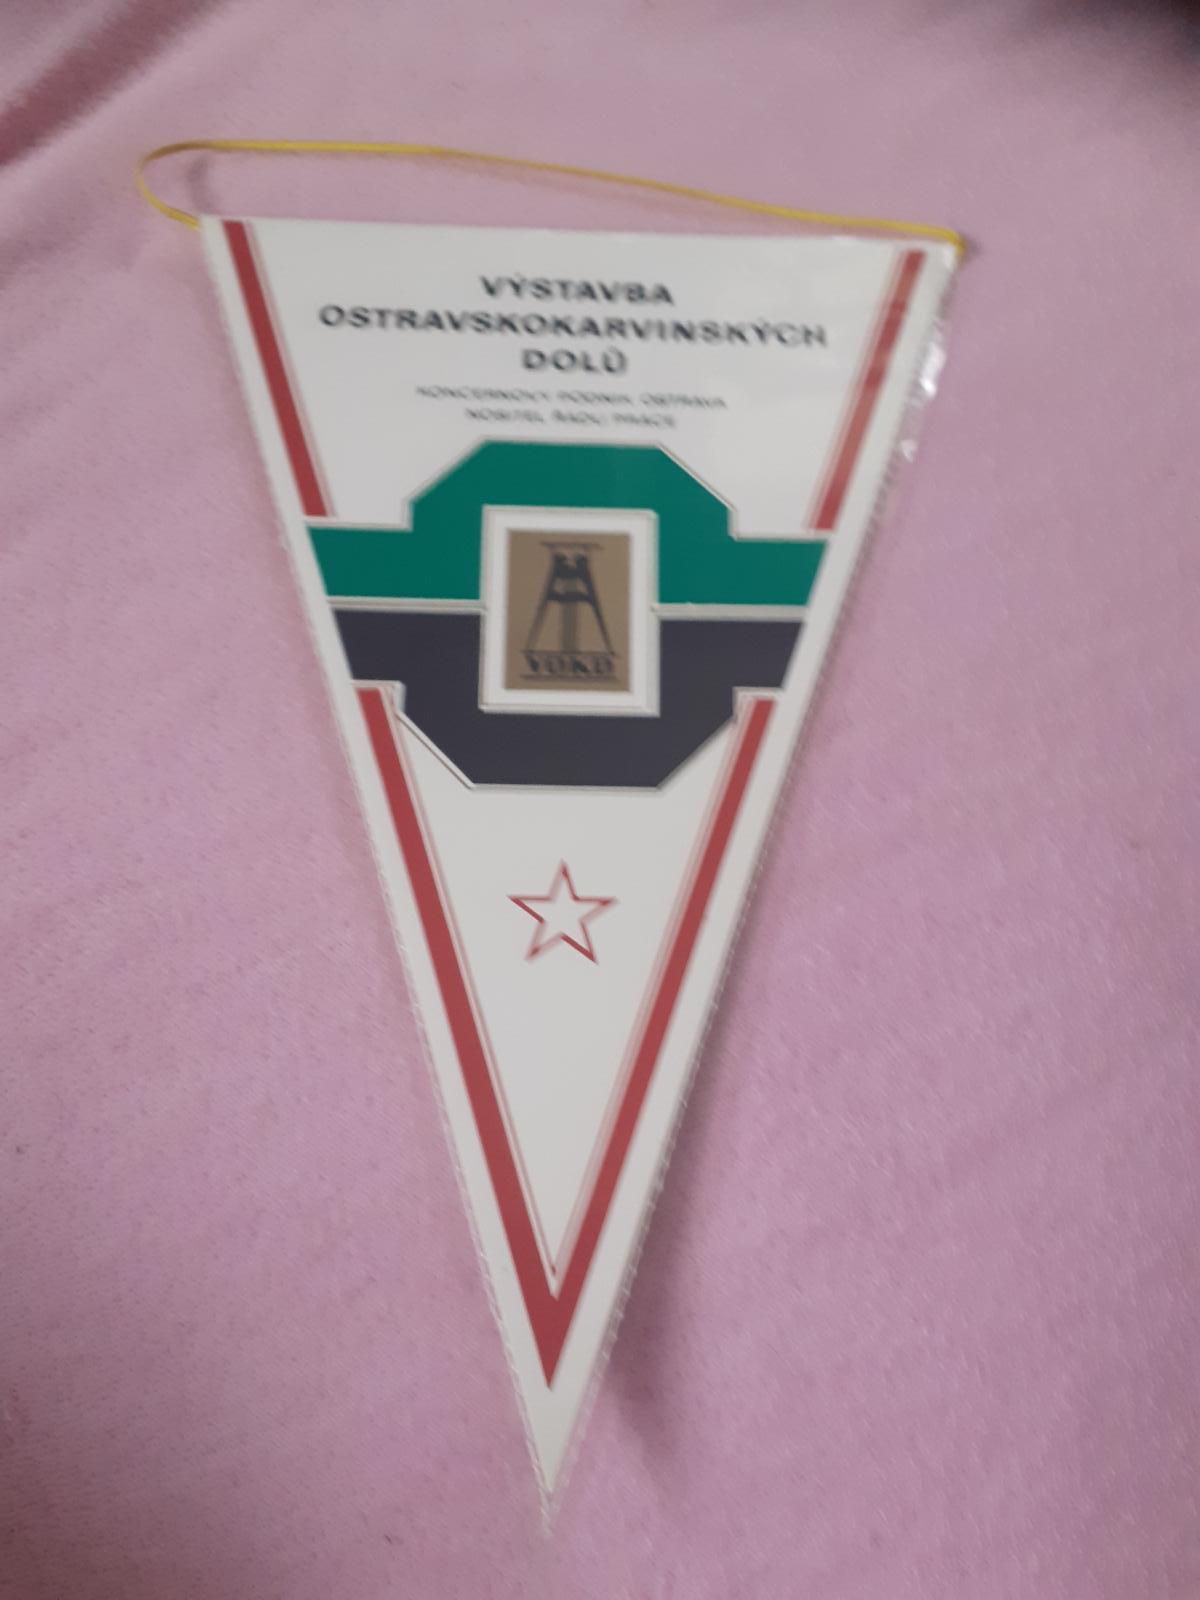 VÝSTAVBA
OSTRAVSKOKARVINSKÝCH
DOLŮ
KONCERNOVÝ PODNIK OSTRAVA
NOSITEL ŘÁDU PRÁCE
VOKD